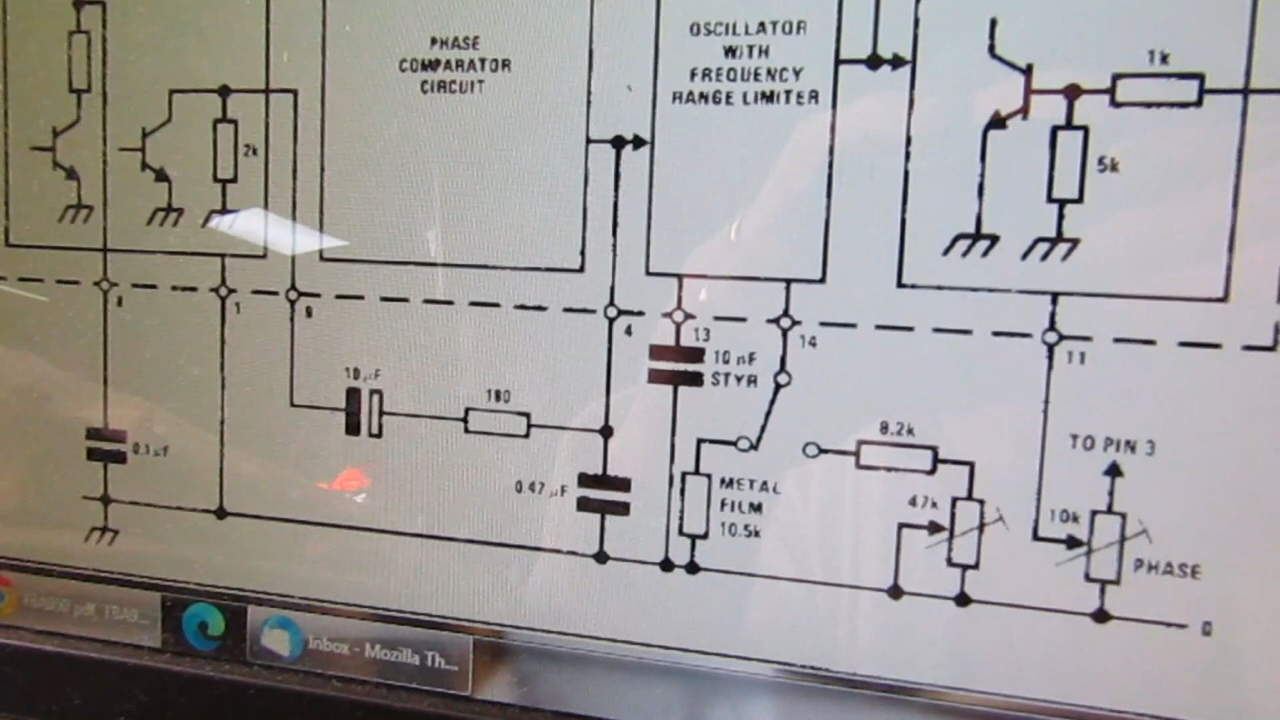 PHASE
COMPARATOR
CIRCUIT
OSCILLATOR
WITH
FREQUENCY
RANGE LIMITER
1k
2k
5k
1
9
4
13
14
11
10 µF
180
10 nF
STYR
0.1 µF
0.47 µF
METAL
FILM
10.5k
8.2k
47k
TO PIN 3
10k
PHASE
0
Inbox - Mozilla Th...